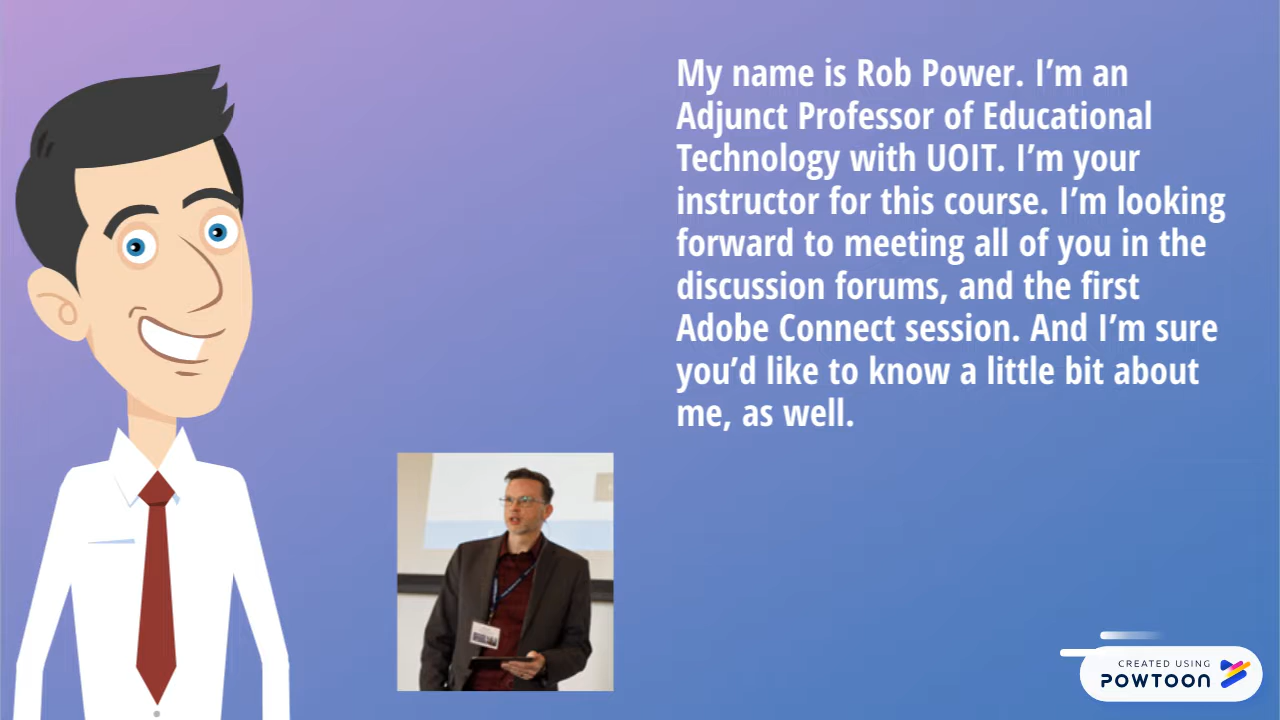 My name is Rob Power. I’m an
Adjunct Professor of Educational
Technology with UOIT. I’m your
instructor for this course. I’m looking
forward to meeting all of you in the
discussion forums, and the first
Adobe Connect session. And I’m sure
you’d like to know a little bit about
me, as well.
CREATED USING
POWTOON